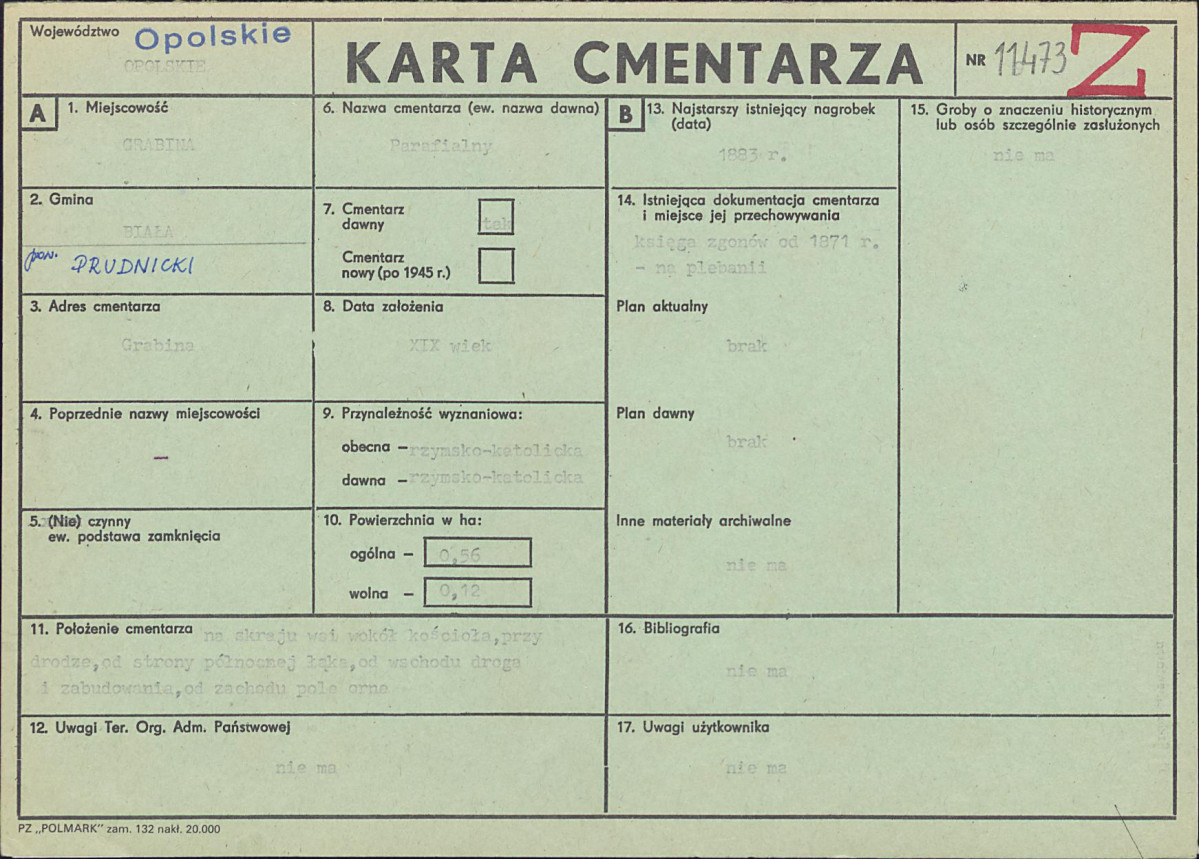 Województwo Opolskie
OPOLSKIE
KARTA CMENTARZA
NR 11473 Z
A
1. Miejscowość
GRABINA
2. Gmina
BIAŁA
pow. PRUDNICKI
3. Adres cmentarza
Grabina
4. Poprzednie nazwy miejscowości
—
5. (Nie) czynny
ew. podstawa zamknięcia
6. Nazwa cmentarza (ew. nazwa dawna)
Parafialny
7. Cmentarz
dawny tak
Cmentarz
nowy (po 1945 r.)
8. Data założenia
XIX wiek
9. Przynależność wyznaniowa:
obecna – rzymsko-katolicka
dawna – rzymsko-katolicka
10. Powierzchnia w ha:
ogólna – 0,56
wolna – 0,12
11. Położenie cmentarza na skraju wsi wokół kościoła,przy
drodze,od strony północnej łąka,od wschodu droga
i zabudowania,od zachodu pole orne
12. Uwagi Ter. Org. Adm. Państwowej
nie ma
B
13. Najstarszy istniejący nagrobek
(data)
1883 r.
14. Istniejąca dokumentacja cmentarza
i miejsce jej przechowywania
księga zgonów od 1871 r.
- na plebanii
Plan aktualny
brak
Plan dawny
brak
Inne materiały archiwalne
nie ma
15. Groby o znaczeniu historycznym
lub osób szczególnie zasłużonych
nie ma
16. Bibliografia
nie ma
17. Uwagi użytkownika
nie ma
PZ „POLMARK" zam. 132 nakł. 20.000